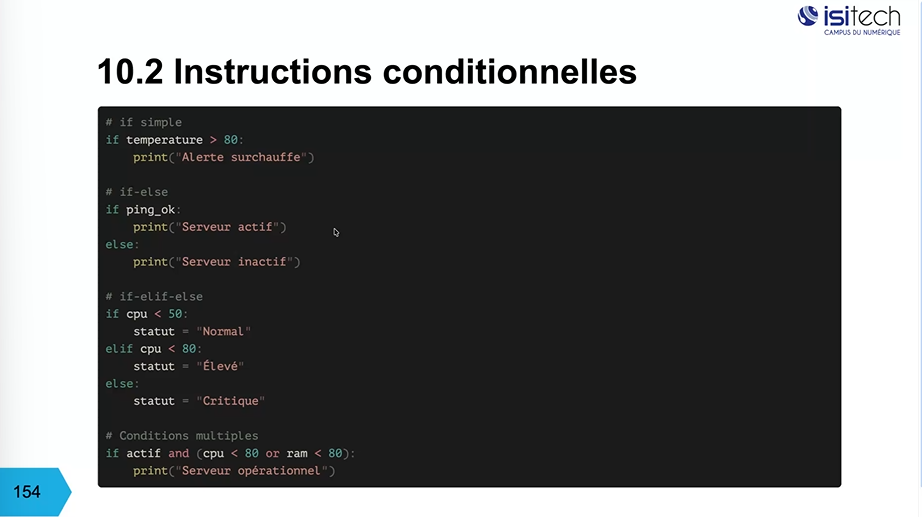 isitech
CAMPUS DU NUMÉRIQUE
10.2 Instructions conditionnelles
# if simple
if temperature > 80:
    print("Alerte surchauffe")
# if-else
if ping_ok:
    print("Serveur actif")
else:
    print("Serveur inactif")
# if-elif-else
if cpu < 50:
    statut = "Normal"
elif cpu < 80:
    statut = "Élevé"
else:
    statut = "Critique"
# Conditions multiples
if actif and (cpu < 80 or ram < 80):
    print("Serveur opérationnel")
154